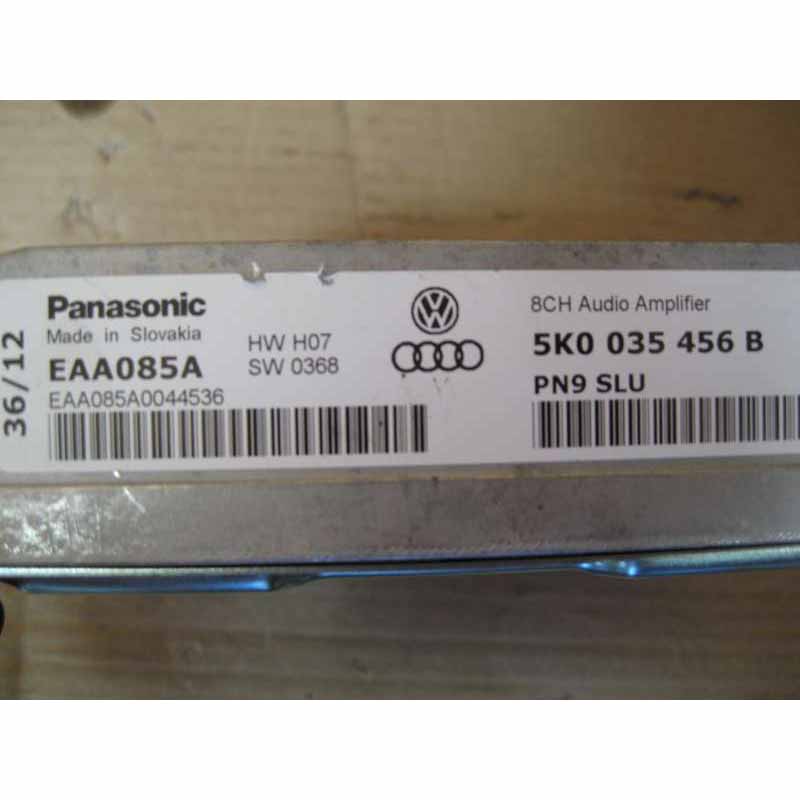 36/12
Panasonic
Made in Slovakia
EAA085A
EAA085A0044536
HW H07
SW 0368
VW
8CH Audio Amplifier
5K0 035 456 B
PN9 SLU